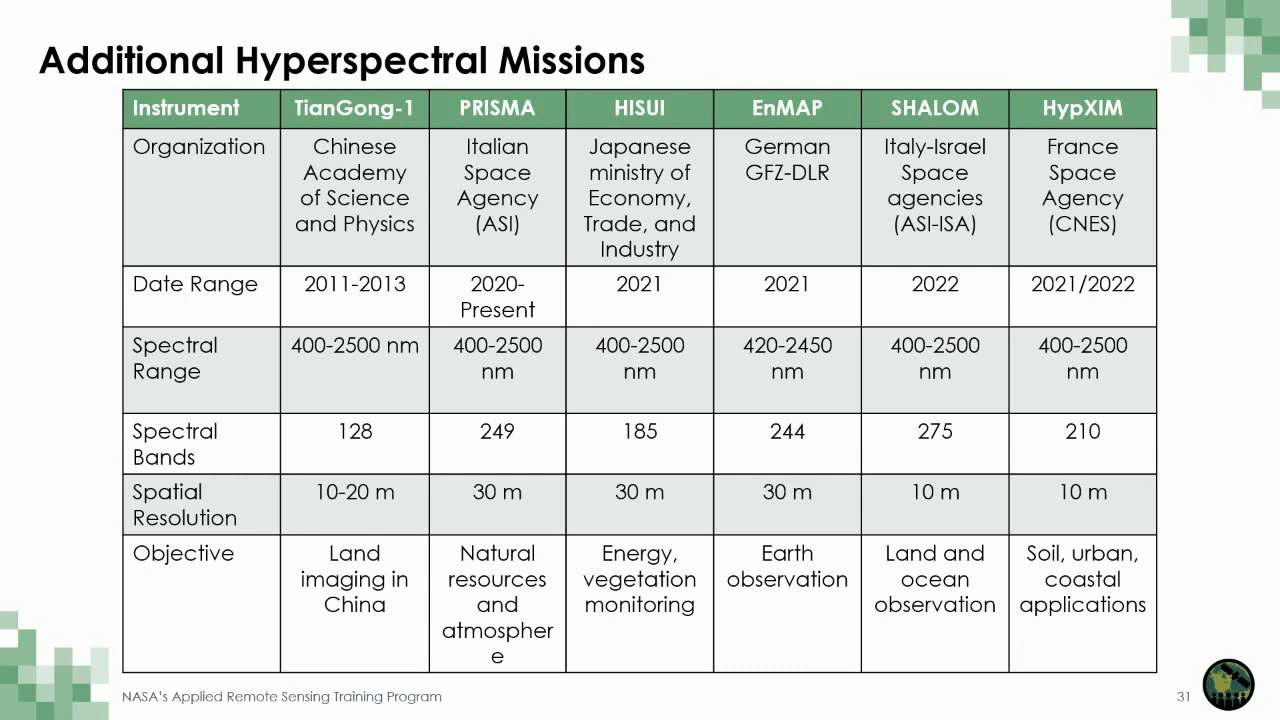 Additional Hyperspectral Missions
Instrument TianGong-1 PRISMA HISUI EnMAP SHALOM HypXIM
Organization Chinese Italian Japanese German Italy-Israel France
Academy Space ministry of GFZ-DLR Space Space
of Science Agency Economy, agencies Agency
and Physics (ASI) Trade, and (ASI-ISA) (CNES)
Industry
Date Range 2011-2013 2020- 2021 2021 2022 2021/2022
Present
Spectral 400-2500 nm 400-2500 400-2500 420-2450 400-2500 400-2500
Range nm nm nm nm nm
Spectral 128 249 185 244 275 210
Bands
Spatial 10-20 m 30 m 30 m 30 m 10 m 10 m
Resolution
Objective Land Natural Energy, Earth Land and Soil, urban,
imaging in resources vegetation observation ocean coastal
China and monitoring observation applications
atmospher
e
NASA's Applied Remote Sensing Training Program 31